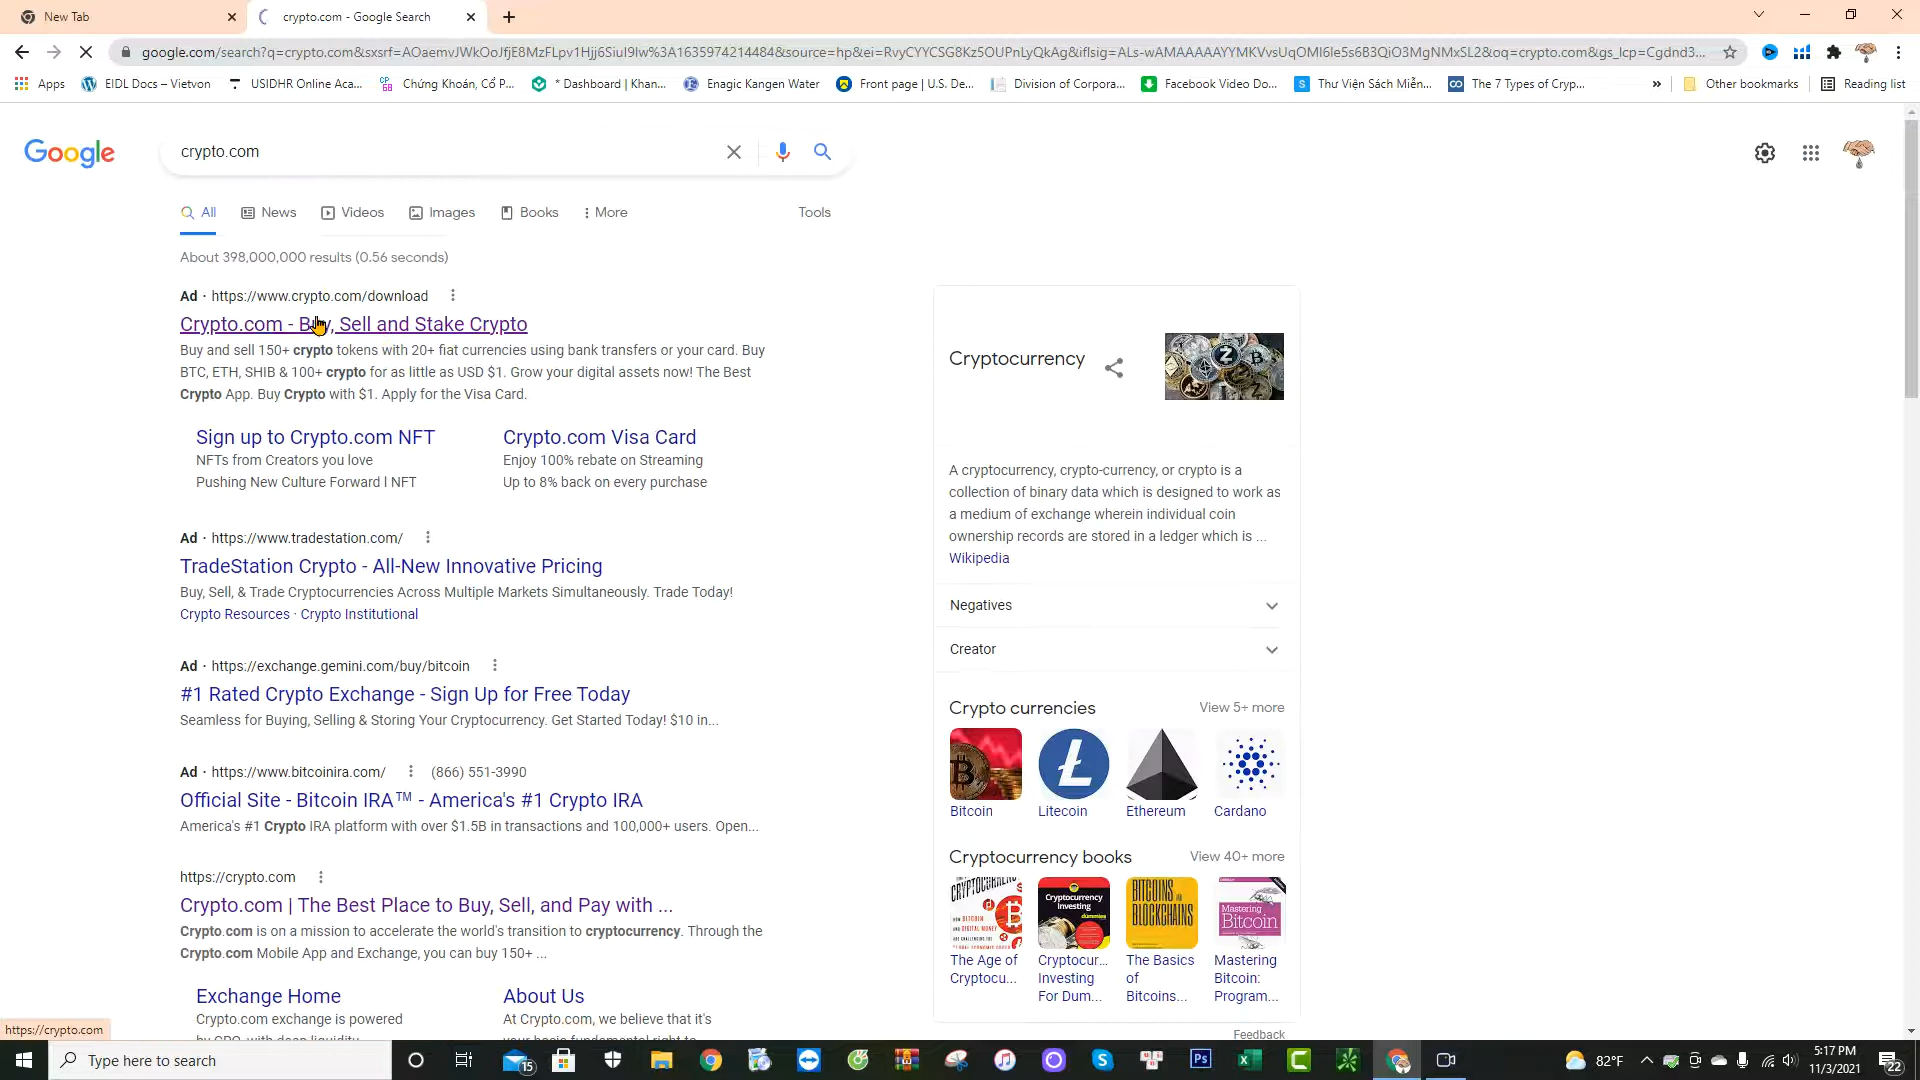 New Tab
crypto.com - Google Search
google.com/search?q=crypto.com&sxsrf=AOaemvJWkOoJfjE8MzFLpv1Hjj6SiuI9Iw%3A1635974214484&source=hp&ei=RvyCYYCSG8Kz5OUPnLyQkAg&iflsig=ALs-wAMAAAAAYYMKVvsUqOMI6Ie5s6B3QiO3MgNMxSL2&oq=crypto.com&gs_lcp=Cgdnd3...
Apps
EIDL Docs – Vietvon
USIDHR Online Aca...
Chứng Khoán, Cổ P...
* Dashboard | Khan...
Enagic Kangen Water
Front page | U.S. De...
Division of Corpora...
Facebook Video Do...
Thư Viện Sách Miễn...
The 7 Types of Cryp...
»
Other bookmarks
Reading list
Google
crypto.com
All
News
Videos
Images
Books
More
Tools
About 398,000,000 results (0.56 seconds)
Ad · https://www.crypto.com/download
Crypto.com - Buy, Sell and Stake Crypto
Buy and sell 150+ crypto tokens with 20+ fiat currencies using bank transfers or your card. Buy
BTC, ETH, SHIB & 100+ crypto for as little as USD $1. Grow your digital assets now! The Best
Crypto App. Buy Crypto with $1. Apply for the Visa Card.
Sign up to Crypto.com NFT
NFTs from Creators you love
Pushing New Culture Forward l NFT
Crypto.com Visa Card
Enjoy 100% rebate on Streaming
Up to 8% back on every purchase
Ad · https://www.tradestation.com/
TradeStation Crypto - All-New Innovative Pricing
Buy, Sell, & Trade Cryptocurrencies Across Multiple Markets Simultaneously. Trade Today!
Crypto Resources · Crypto Institutional
Ad · https://exchange.gemini.com/buy/bitcoin
#1 Rated Crypto Exchange - Sign Up for Free Today
Seamless for Buying, Selling & Storing Your Cryptocurrency. Get Started Today! $10 in...
Ad · https://www.bitcoinira.com/ (866) 551-3990
Official Site - Bitcoin IRA™ - America's #1 Crypto IRA
America's #1 Crypto IRA platform with over $1.5B in transactions and 100,000+ users. Open...
https://crypto.com
Crypto.com | The Best Place to Buy, Sell, and Pay with ...
Crypto.com is on a mission to accelerate the world's transition to cryptocurrency. Through the
Crypto.com Mobile App and Exchange, you can buy 150+ ...
Exchange Home
Crypto.com exchange is powered
by CRO, with deep liquidity
About Us
At Crypto.com, we believe that it's
your basic fundamental right to
Cryptocurrency
A cryptocurrency, crypto-currency, or crypto is a
collection of binary data which is designed to work as
a medium of exchange wherein individual coin
ownership records are stored in a ledger which is ...
Wikipedia
Negatives
Creator
Crypto currencies
View 5+ more
Bitcoin
Litecoin
Ethereum
Cardano
Cryptocurrency books
View 40+ more
Cryptocurrency
Investing
dummies
BITCOINS
BLOCKCHAINS
Mastering
Bitcoin
The Age of
Cryptocu...
Cryptocur...
Investing
For Dum...
The Basics
of
Bitcoins...
Mastering
Bitcoin:
Program...
Feedback
https://crypto.com
Type here to search
15
82°F
5:17 PM
11/3/2021
22